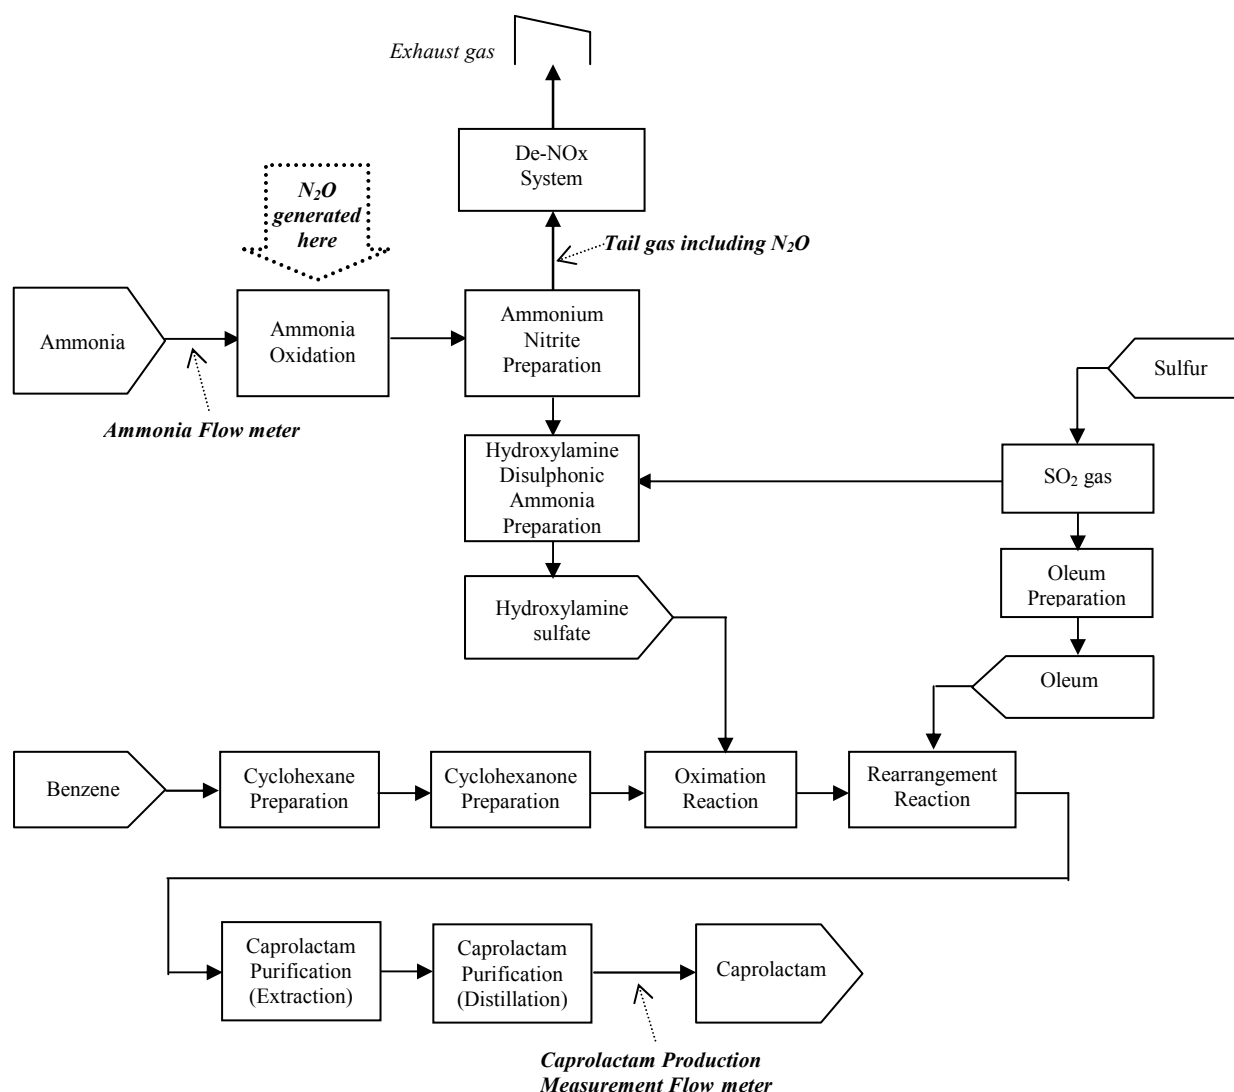 Exhaust gas
De-NOx
System
N₂O
generated
here
Tail gas including N₂O
Ammonia
Ammonia
Oxidation
Ammonium
Nitrite
Preparation
Sulfur
Ammonia Flow meter
Hydroxylamine
Disulphonic
Ammonia
Preparation
SO₂ gas
Oleum
Preparation
Hydroxylamine
sulfate
Oleum
Benzene
Cyclohexane
Preparation
Cyclohexanone
Preparation
Oximation
Reaction
Rearrangement
Reaction
Caprolactam
Purification
(Extraction)
Caprolactam
Purification
(Distillation)
Caprolactam
Caprolactam Production
Measurement Flow meter